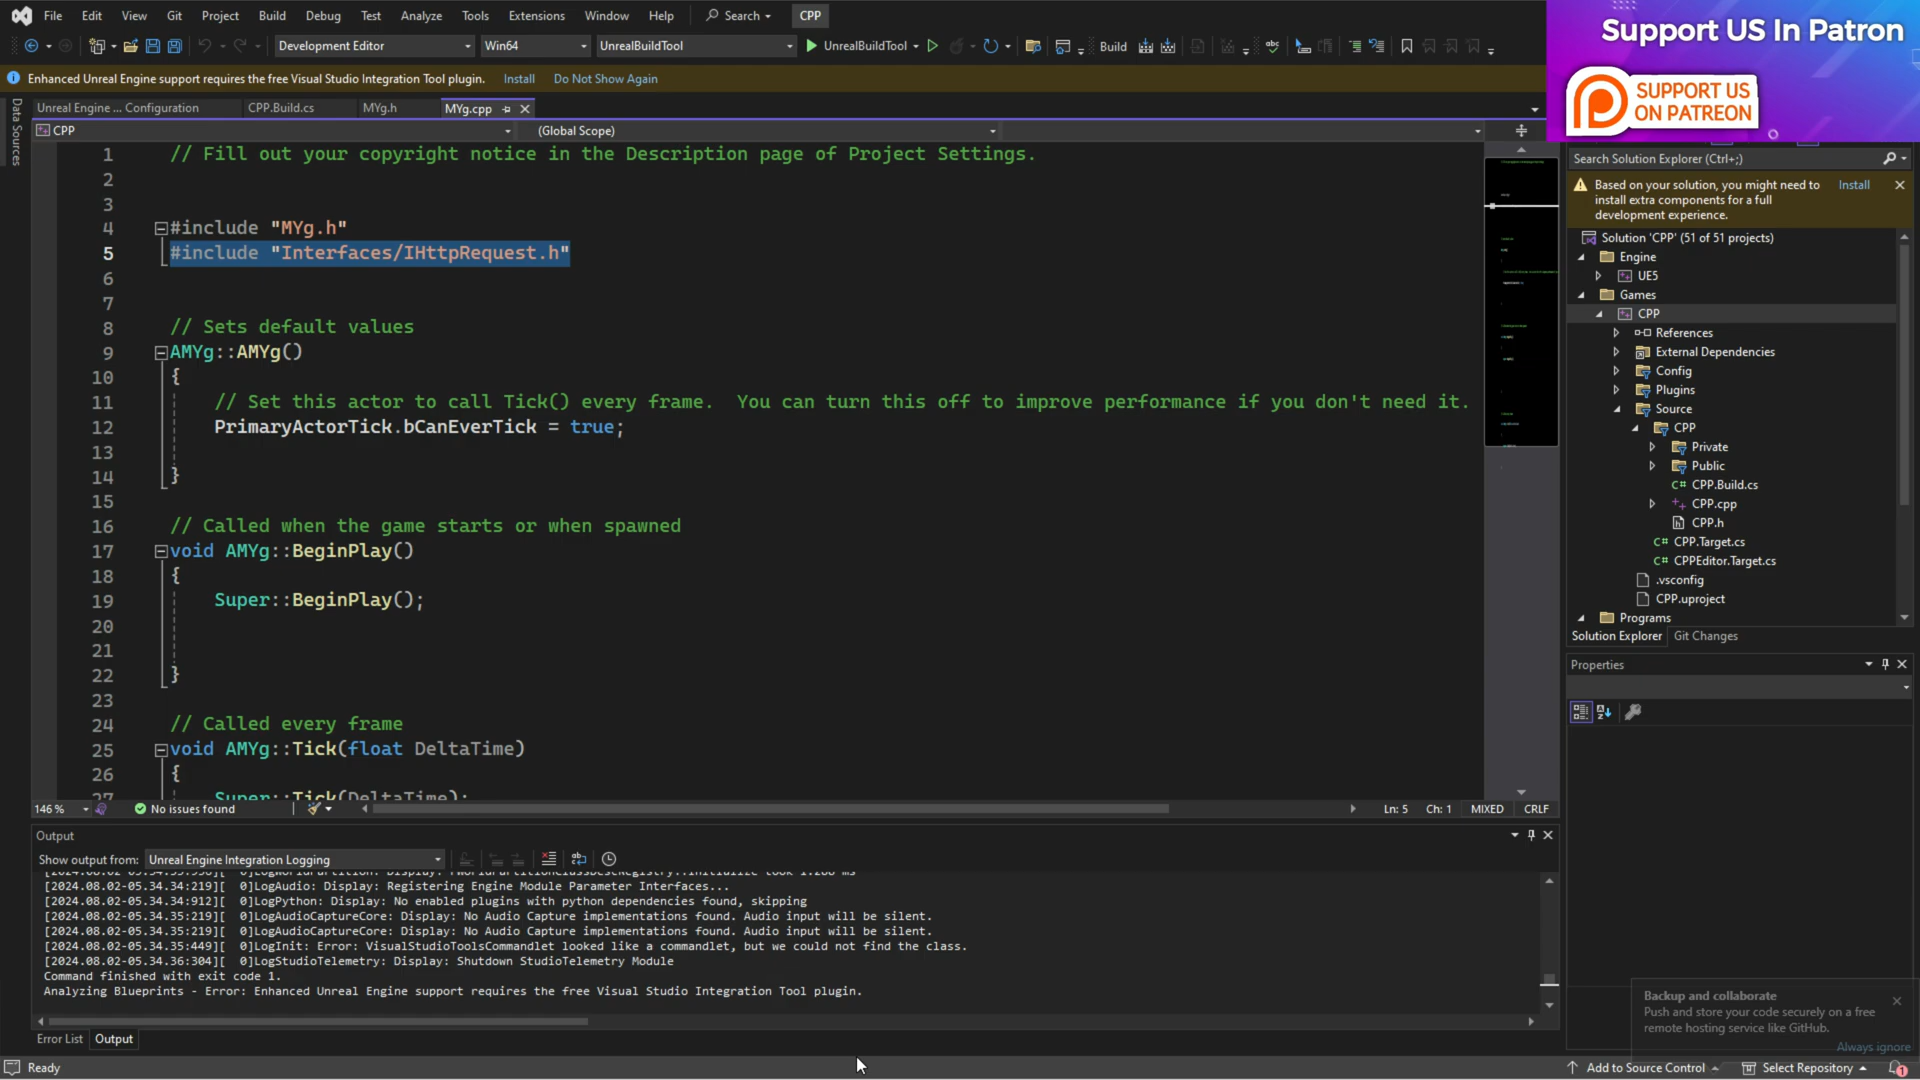 File Edit View Git Project Build Debug Test Analyze Tools Extensions Window Help Search CPP
Development Editor Win64 UnrealBuildTool UnrealBuildTool Build
Support US In Patron
SUPPORT US
ON PATREON
Enhanced Unreal Engine support requires the free Visual Studio Integration Tool plugin. Install Do Not Show Again
Data Sources
Unreal Engine ... Configuration CPP.Build.cs MYg.h MYg.cpp
CPP (Global Scope)
1 // Fill out your copyright notice in the Description page of Project Settings.
2
3
4 #include "MYg.h"
5 #include "Interfaces/IHttpRequest.h"
6
7
8 // Sets default values
9 AMYg::AMYg()
10 {
11 // Set this actor to call Tick() every frame.  You can turn this off to improve performance if you don't need it.
12 PrimaryActorTick.bCanEverTick = true;
13
14 }
15
16 // Called when the game starts or when spawned
17 void AMYg::BeginPlay()
18 {
19 Super::BeginPlay();
20
21
22 }
23
24 // Called every frame
25 void AMYg::Tick(float DeltaTime)
26 {
27 Super::Tick(DeltaTime);
146 % No issues found Ln: 5 Ch: 1 MIXED CRLF
Search Solution Explorer (Ctrl+;)
Based on your solution, you might need to Install
install extra components for a full
development experience.
Solution 'CPP' (51 of 51 projects)
Engine
UE5
Games
CPP
References
External Dependencies
Config
Plugins
Source
CPP
Private
Public
CPP.Build.cs
CPP.cpp
CPP.h
CPP.Target.cs
CPPEditor.Target.cs
.vsconfig
CPP.uproject
Programs
Solution Explorer Git Changes
Properties
Output
Show output from: Unreal Engine Integration Logging
[2024.08.02-05.34.34:219][  0]LogAudio: Display: Registering Engine Module Parameter Interfaces...
[2024.08.02-05.34.34:912][  0]LogPython: Display: No enabled plugins with python dependencies found, skipping
[2024.08.02-05.34.35:219][  0]LogAudioCaptureCore: Display: No Audio Capture implementations found. Audio input will be silent.
[2024.08.02-05.34.35:219][  0]LogAudioCaptureCore: Display: No Audio Capture implementations found. Audio input will be silent.
[2024.08.02-05.34.35:449][  0]LogInit: Error: VisualStudioToolsCommandlet looked like a commandlet, but we could not find the class.
[2024.08.02-05.34.36:304][  0]LogStudioTelemetry: Display: Shutdown StudioTelemetry Module
Command finished with exit code 1.
Analyzing Blueprints - Error: Enhanced Unreal Engine support requires the free Visual Studio Integration Tool plugin.
Error List Output
Backup and collaborate
Push and store your code securely on a free
remote hosting service like GitHub.
Always ignore
Ready Add to Source Control Select Repository 1